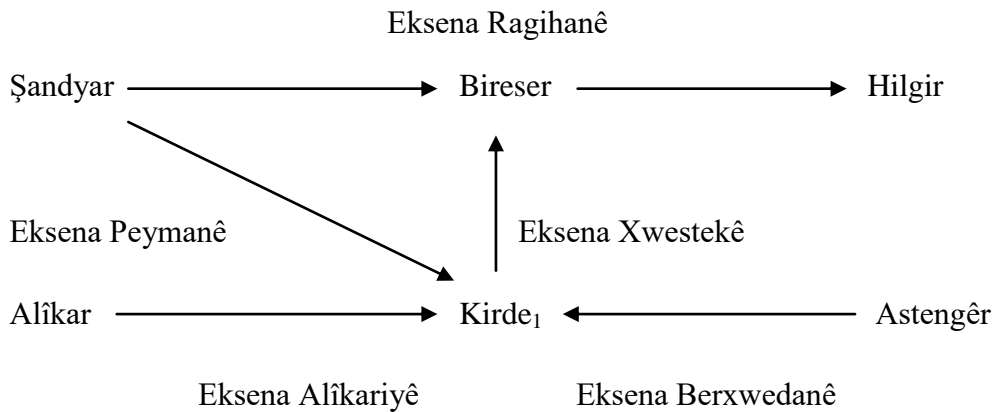 Eksena Ragihanê
Şandyar Bireser Hilgir
Eksena Peymanê Eksena Xwestekê
Alîkar Kirde₁ Astengêr
Eksena Alîkariyê Eksena Berxwedanê